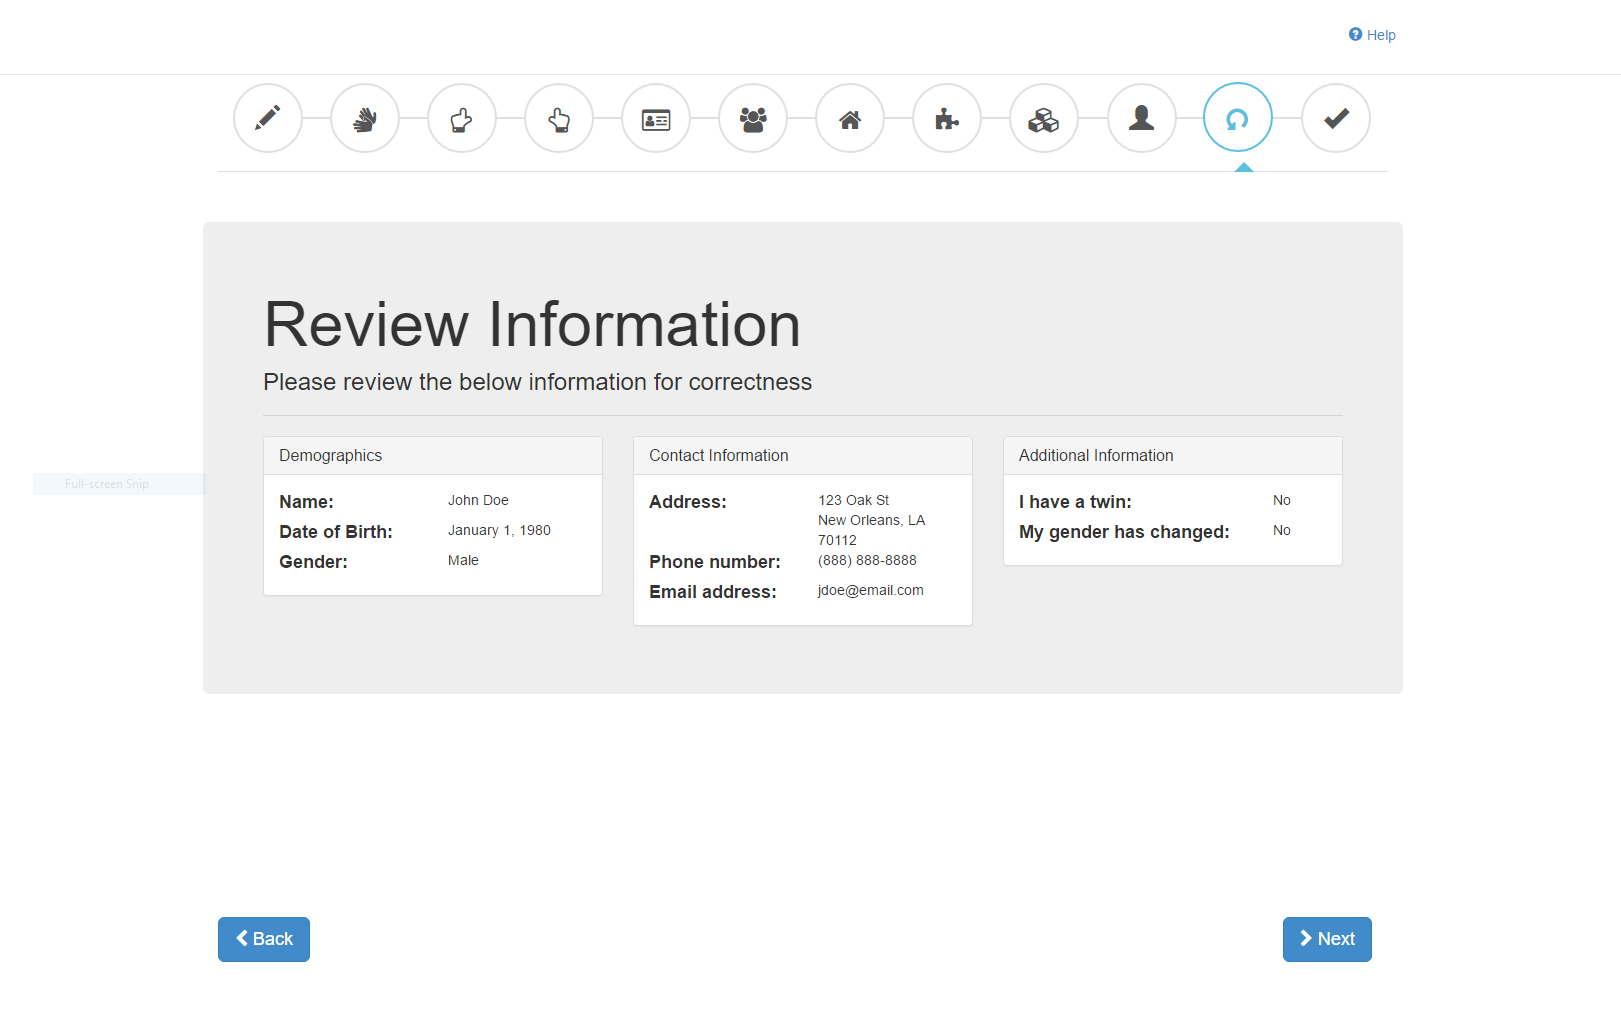 Help
Review Information
Please review the below information for correctness
Demographics
Name: John Doe
Date of Birth: January 1, 1980
Gender: Male
Contact Information
Address: 123 Oak St
New Orleans, LA
70112
Phone number: (888) 888-8888
Email address: jdoe@email.com
Additional Information
I have a twin: No
My gender has changed: No
Full-screen Snip
Back
Next